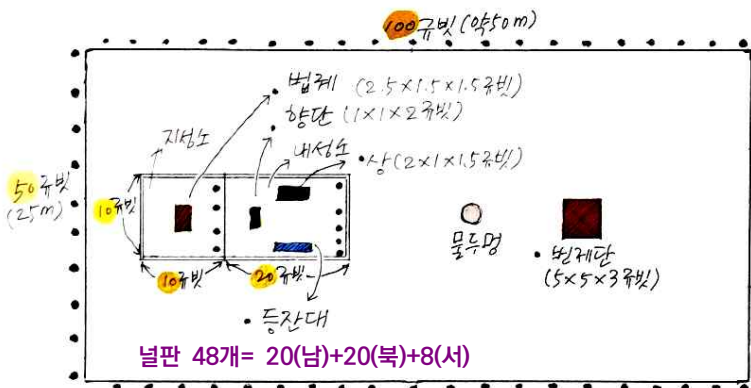 100규빗(약50m)
• 법궤 (2.5×1.5×1.5규빗)
• 향단 (1×1×2규빗)
지성소
내성소
• 상(2×1×1.5규빗)
50규빗
(25m)
10규빗
물두멍
• 번제단
(5×5×3규빗)
10규빗
20규빗
• 등잔대
널판 48개= 20(남)+20(북)+8(서)